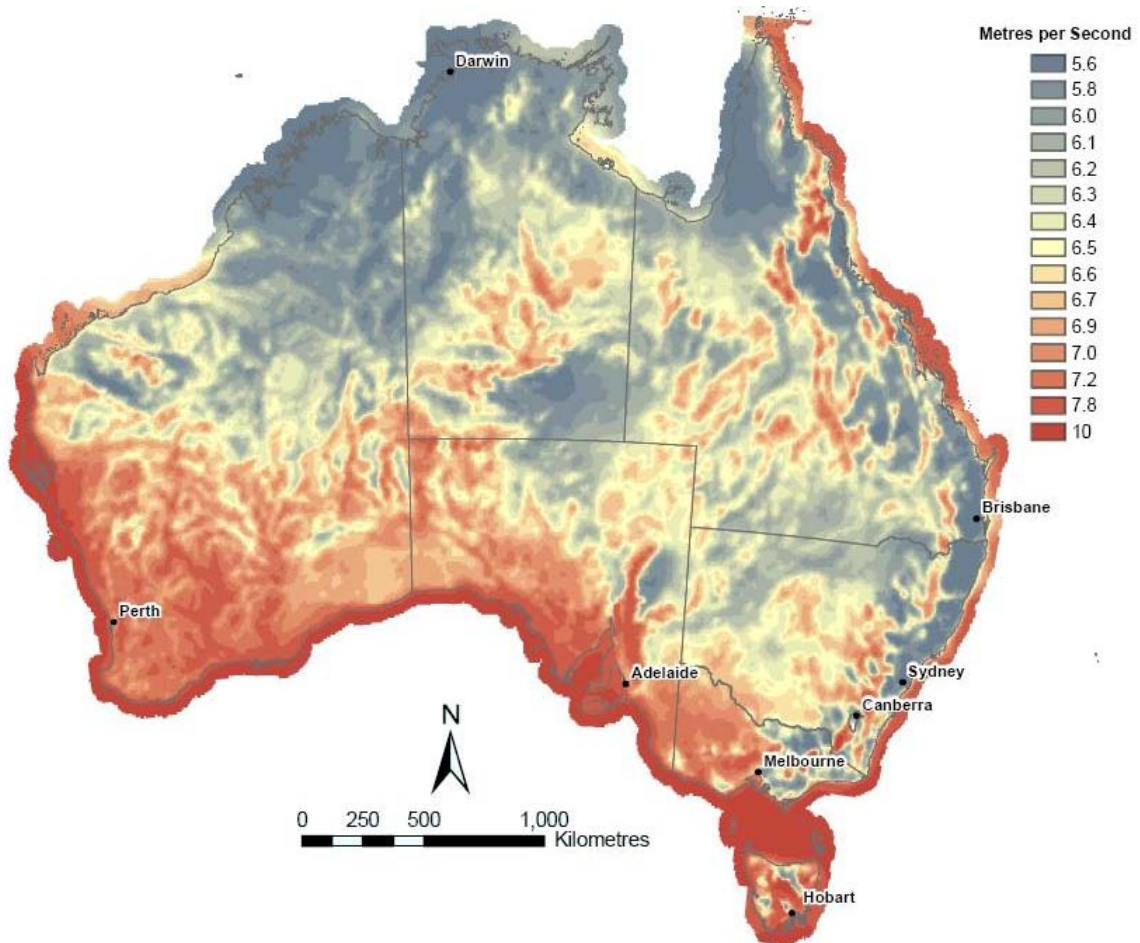 Metres per Second
5.6
5.8
6.0
6.1
6.2
6.3
6.4
6.5
6.6
6.7
6.9
7.0
7.2
7.8
10
Darwin
Brisbane
Perth
Adelaide
Sydney
Canberra
Melbourne
N
0 250 500 1,000
Kilometres
Hobart